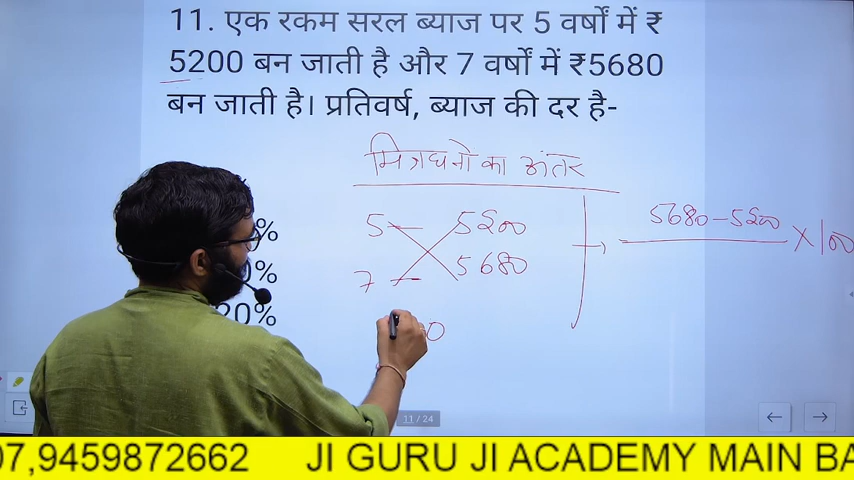 11. एक रकम सरल ब्याज पर 5 वर्षों में ₹
5200 बन जाती है और 7 वर्षों में ₹5680
बन जाती है। प्रतिवर्ष, ब्याज की दर है-
मिश्रधनो का अंतर
5 5200
7 5680
5680-5200 ×100
%
%
20%
11 / 24
07,9459872662 JI GURU JI ACADEMY MAIN BA